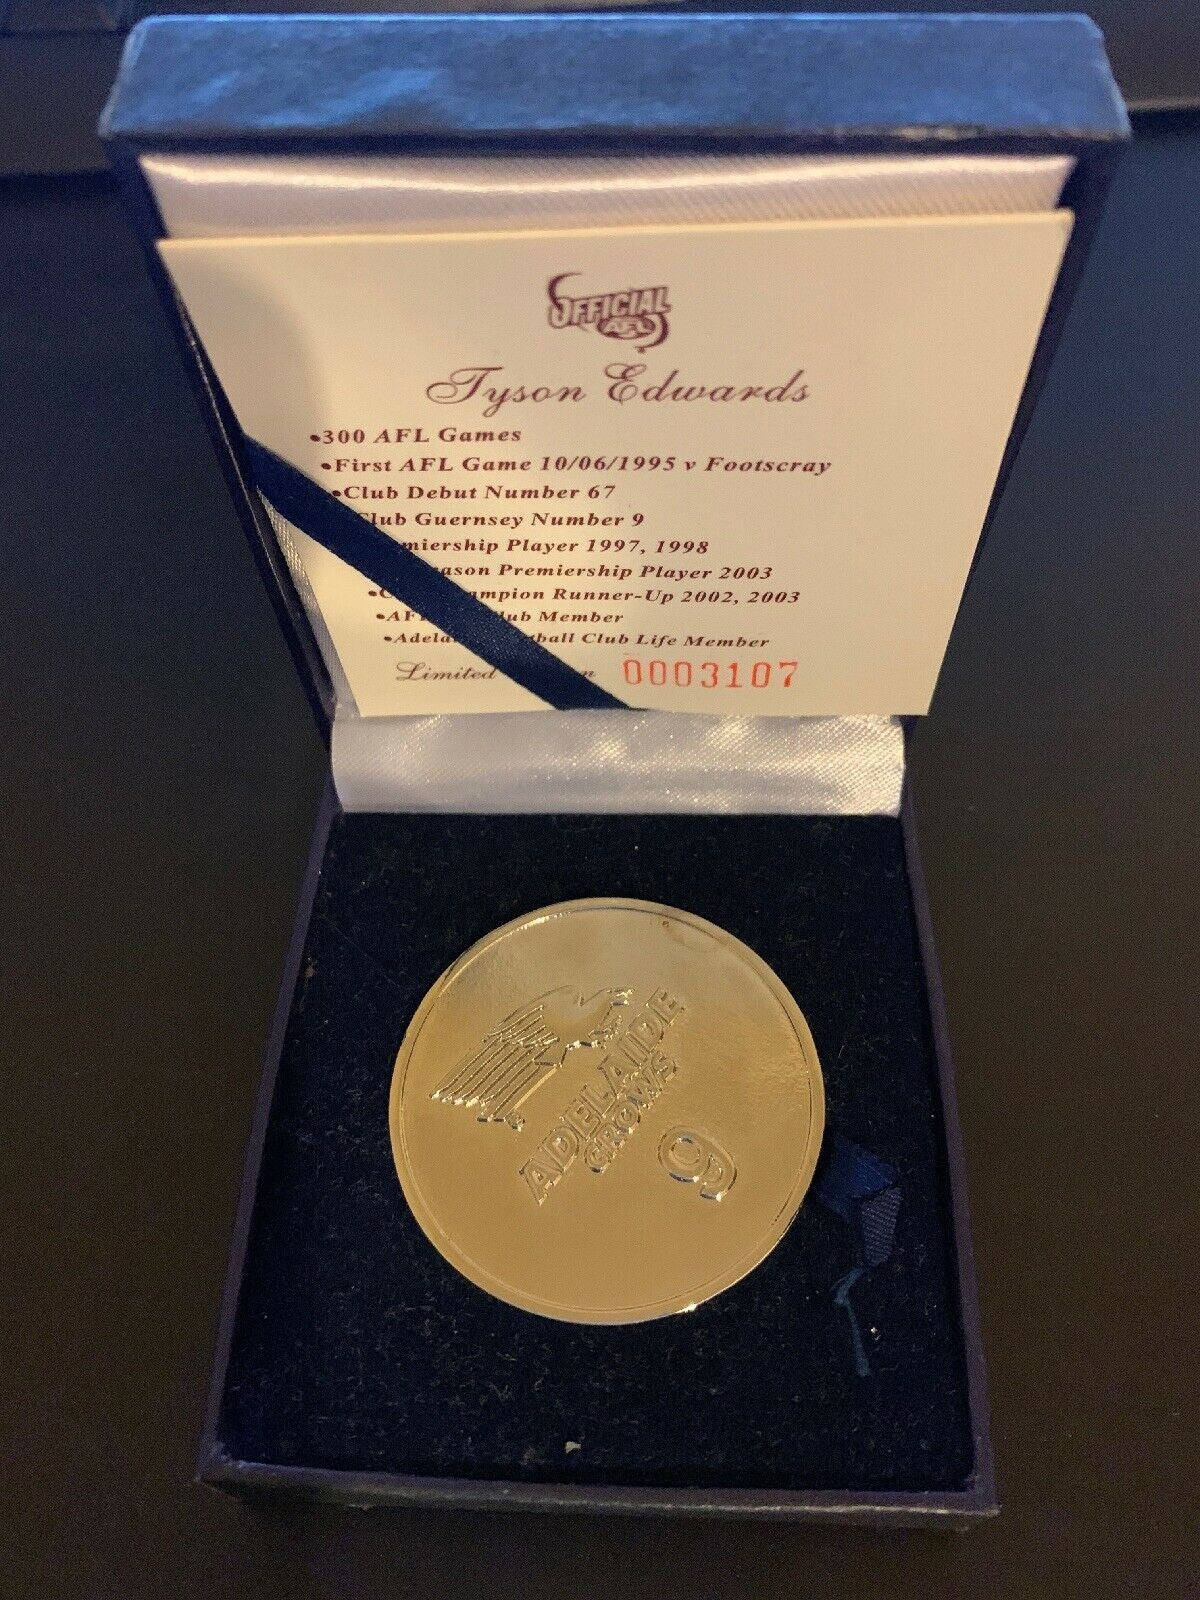 OFFICIAL
AFL
Tyson Edwards
•300 AFL Games
•First AFL Game 10/06/1995 v Footscray
•Club Debut Number 67
Club Guernsey Number 9
Player 1997, 1998
Premiership Player 2003
Runner-Up 2002, 2003
Member
Club Life Member
Limited
0003107
ADELAIDE
CROWS
9